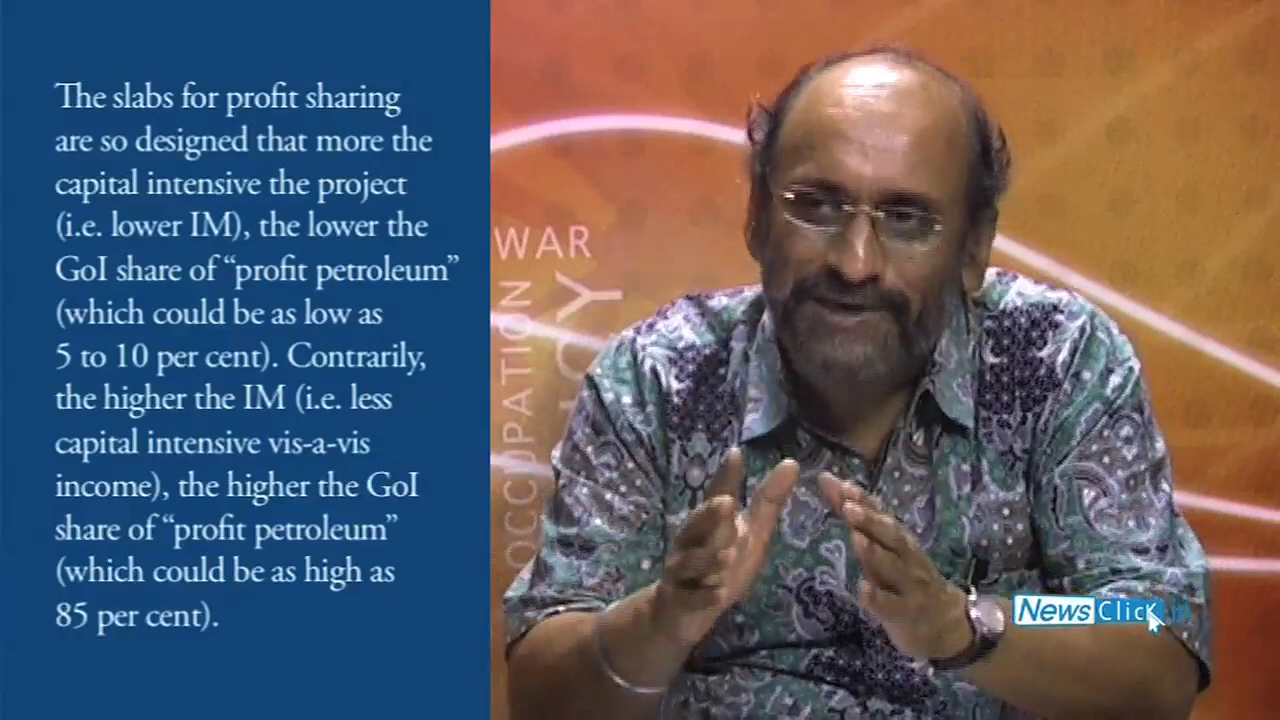 The slabs for profit sharing
are so designed that more the
capital intensive the project
(i.e. lower IM), the lower the
GoI share of “profit petroleum”
(which could be as low as
5 to 10 per cent). Contrarily,
the higher the IM (i.e. less
capital intensive vis-a-vis
income), the higher the GoI
share of “profit petroleum”
(which could be as high as
85 per cent).
WAR
OCCUPATION
NewsClick